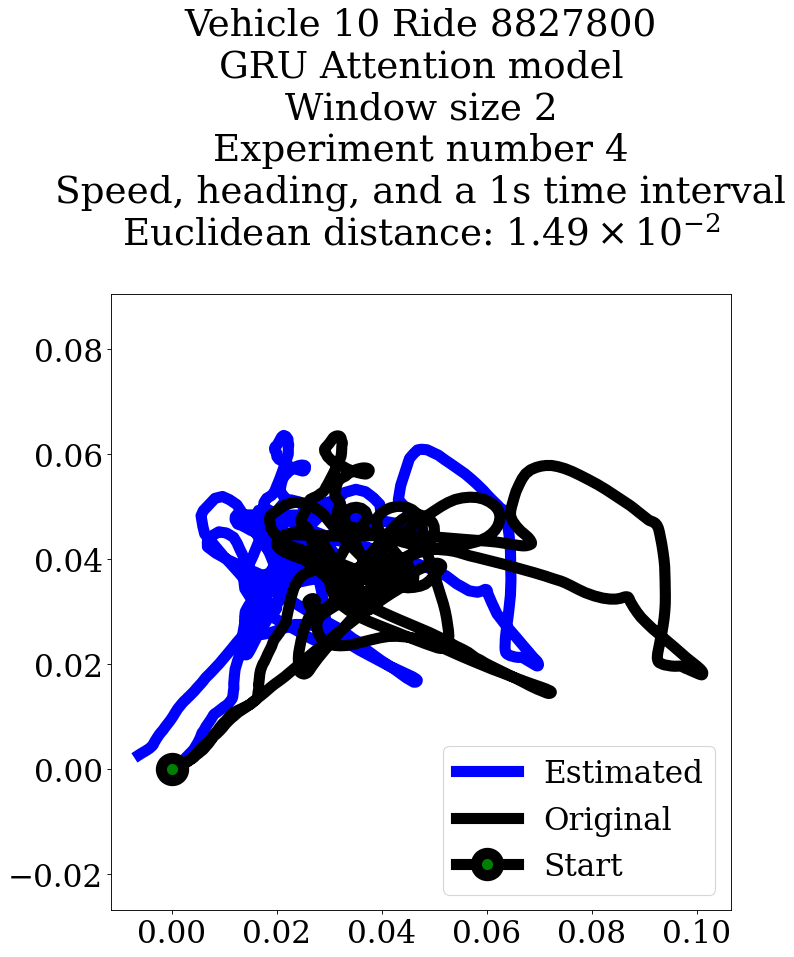 Vehicle 10 Ride 8827800
GRU Attention model
Window size 2
Experiment number 4
Speed, heading, and a 1s time interval
Euclidean distance: 1.49 × 10⁻²
0.08
0.06
0.04
0.02
0.00
−0.02
0.00 0.02 0.04 0.06 0.08 0.10
Estimated
Original
Start